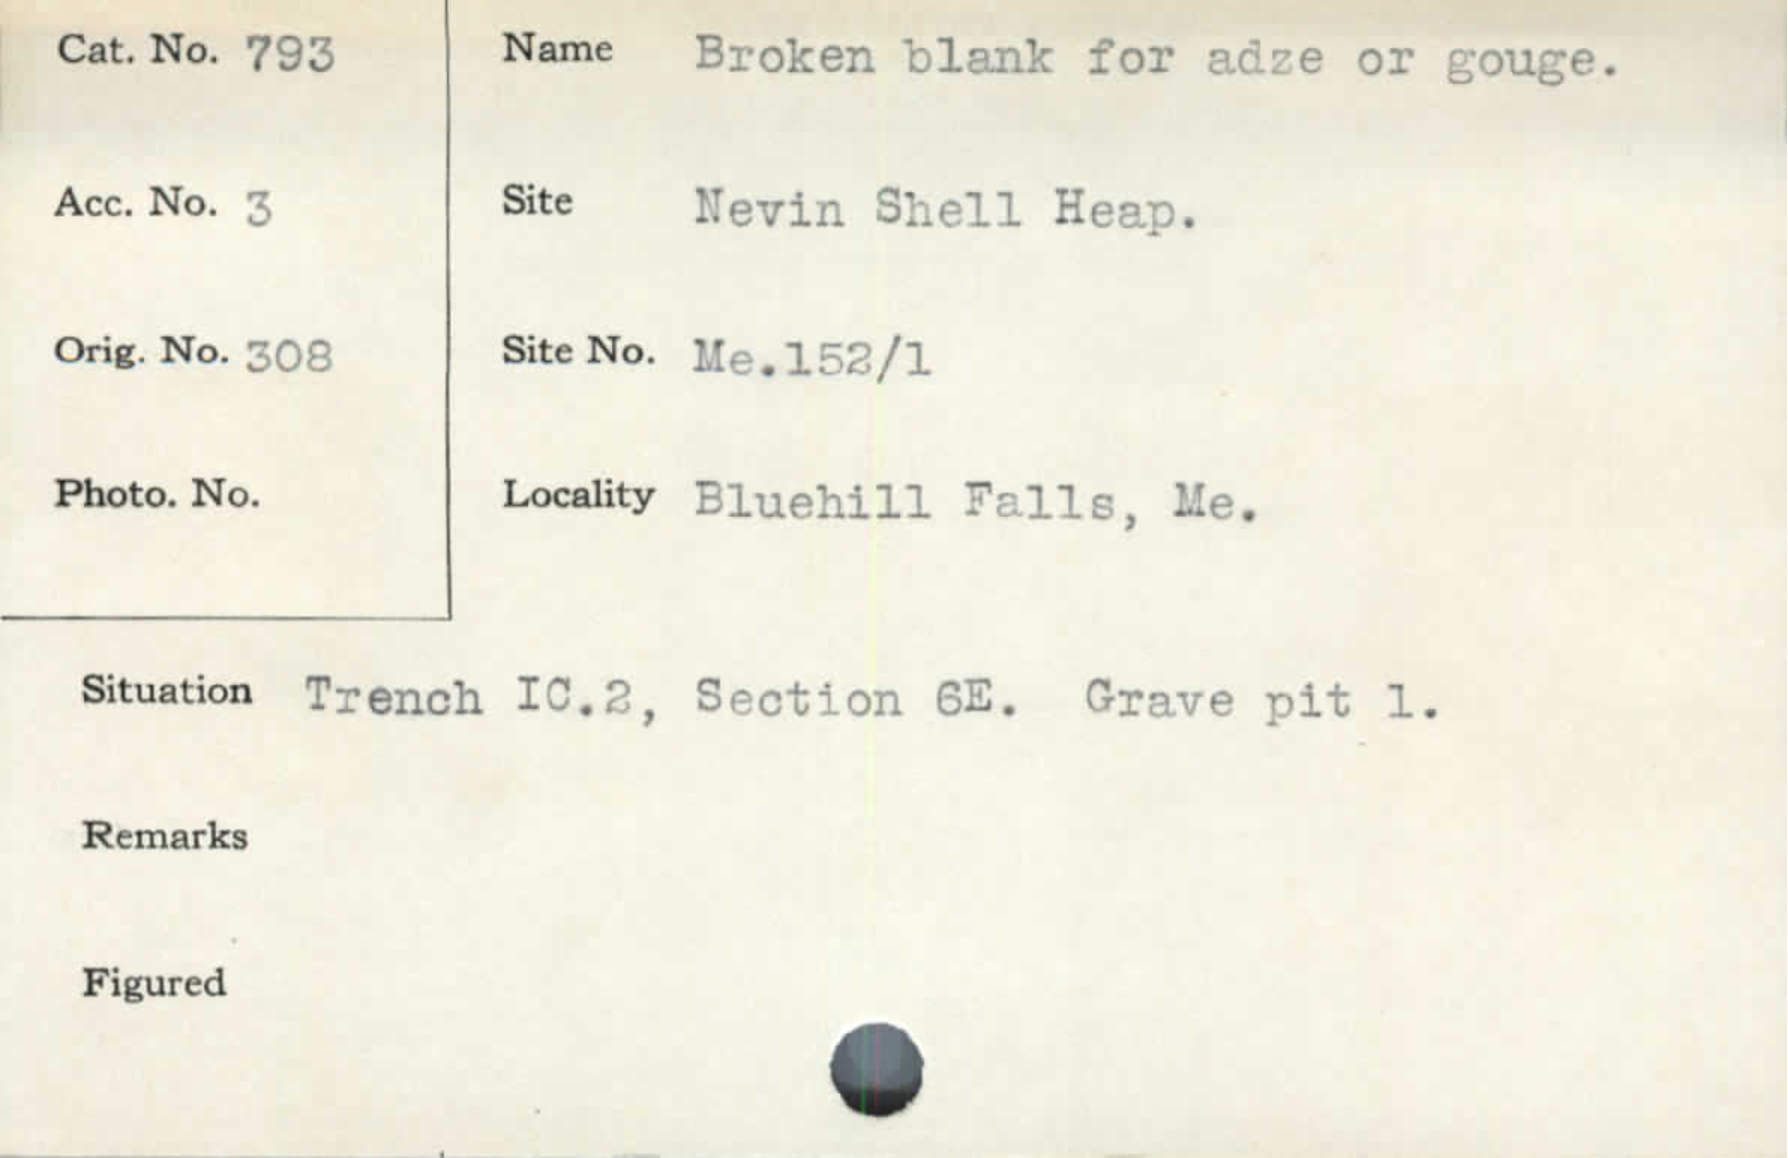 Cat. No. 793
Name Broken blank for adze or gouge.
Acc. No. 3
Site Nevin Shell Heap.
Orig. No. 308
Site No. Me.152/1
Photo. No.
Locality Bluehill Falls, Me.
Situation Trench IC.2, Section 6E. Grave pit 1.
Remarks
Figured